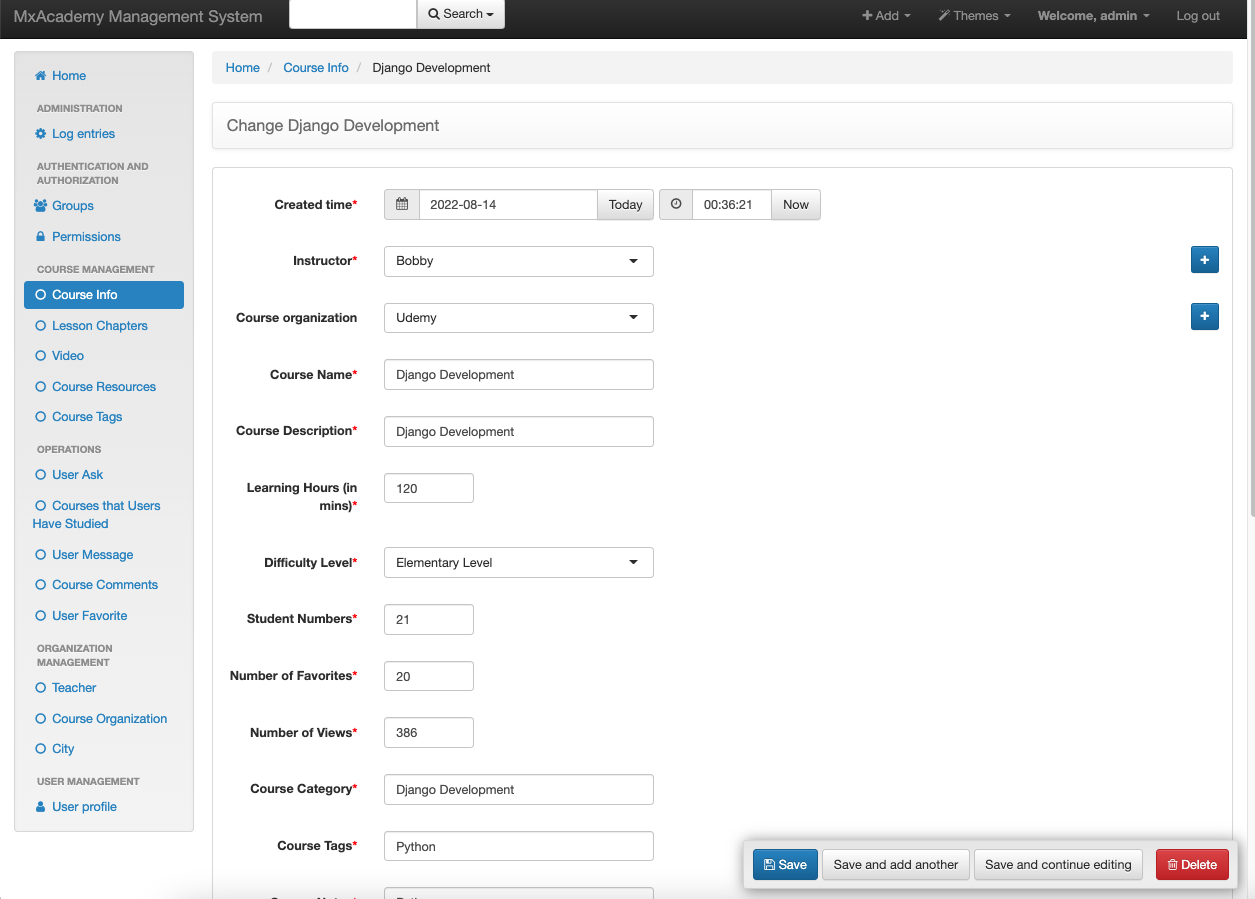 MxAcademy Management System
Search
Add
Themes
Welcome, admin
Log out
Home
ADMINISTRATION
Log entries
AUTHENTICATION AND
AUTHORIZATION
Groups
Permissions
COURSE MANAGEMENT
Course Info
Lesson Chapters
Video
Course Resources
Course Tags
OPERATIONS
User Ask
Courses that Users
Have Studied
User Message
Course Comments
User Favorite
ORGANIZATION
MANAGEMENT
Teacher
Course Organization
City
USER MANAGEMENT
User profile
Home / Course Info / Django Development
Change Django Development
Created time* 2022-08-14 Today 00:36:21 Now
Instructor* Bobby
Course organization Udemy
Course Name* Django Development
Course Description* Django Development
Learning Hours (in
mins)* 120
Difficulty Level* Elementary Level
Student Numbers* 21
Number of Favorites* 20
Number of Views* 386
Course Category* Django Development
Course Tags* Python
Save
Save and add another
Save and continue editing
Delete